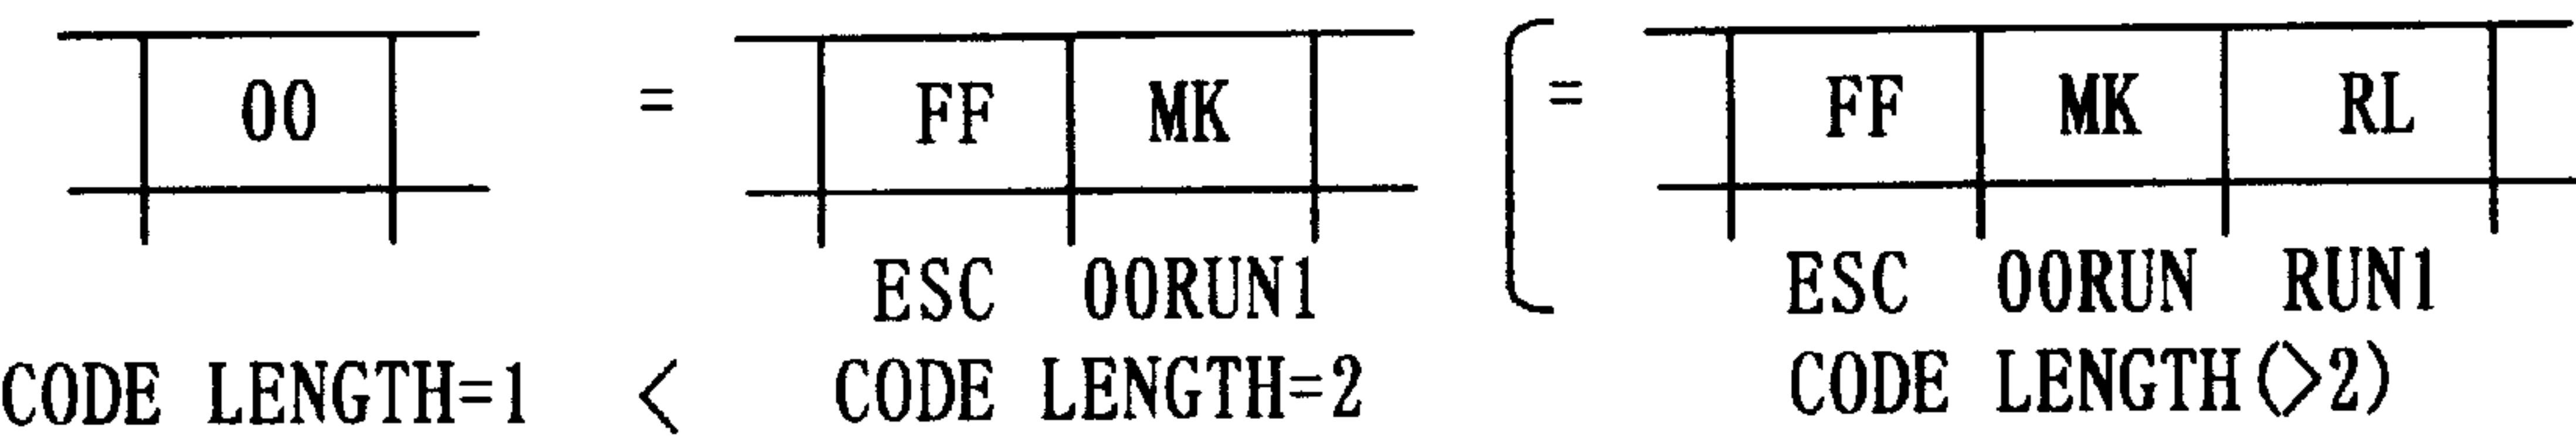 00 = FF MK = FF MK RL
ESC 00RUN1 ESC 00RUN RUN1
CODE LENGTH=1 < CODE LENGTH=2 CODE LENGTH(>2)